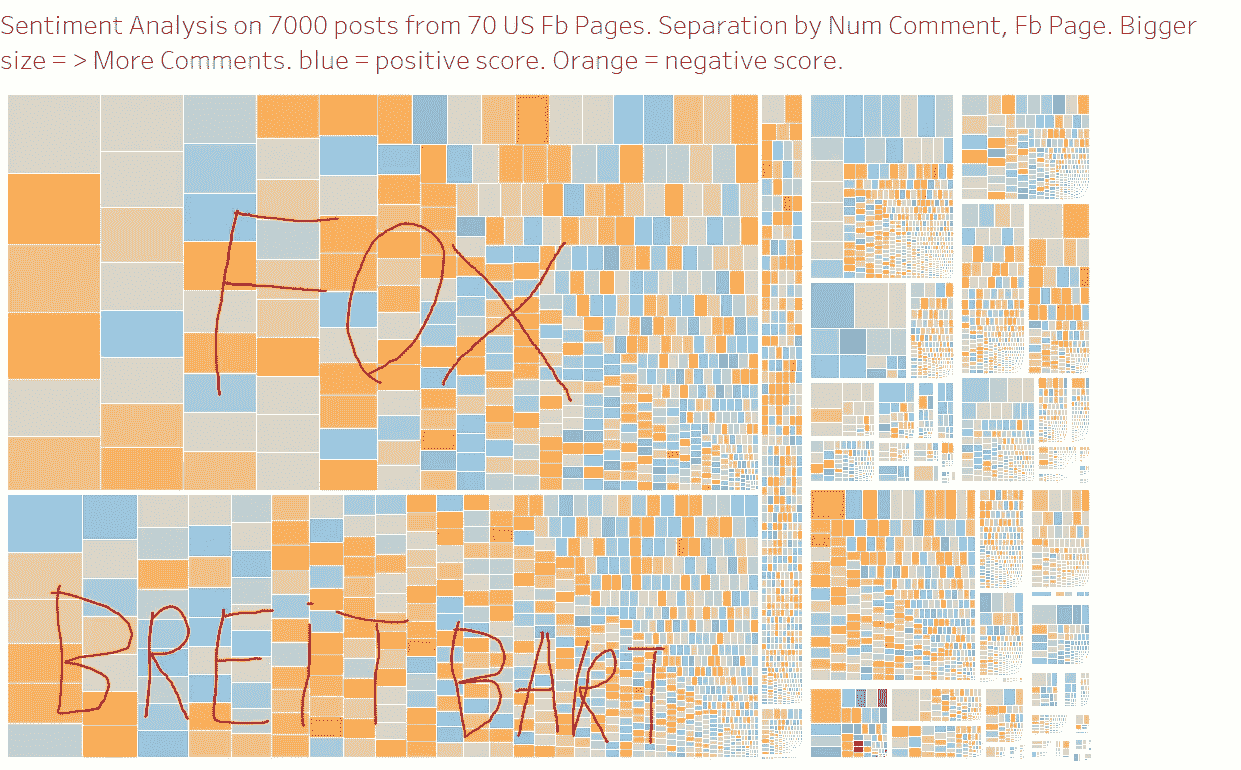 Sentiment Analysis on 7000 posts from 70 US Fb Pages. Separation by Num Comment, Fb Page. Bigger
size = > More Comments. blue = positive score. Orange = negative score.
FOX
BREITBART